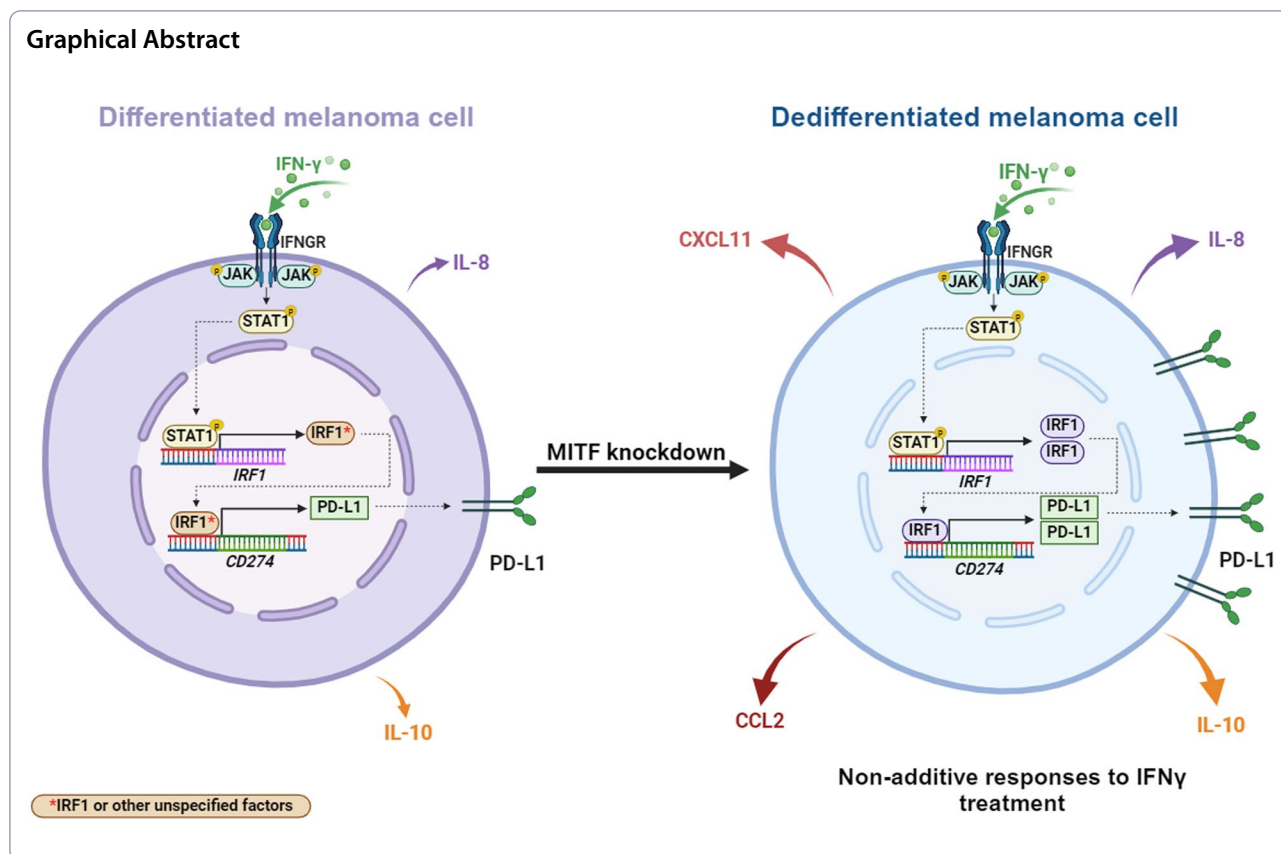 Graphical Abstract
Differentiated melanoma cell
IFN-γ
IFNGR
P JAK JAK P
STAT1 P
IL-8
STAT1 P
IRF1*
IRF1
IRF1*
PD-L1
CD274
PD-L1
IL-10
*IRF1 or other unspecified factors
MITF knockdown
Dedifferentiated melanoma cell
IFN-γ
CXCL11
IFNGR
IL-8
P JAK JAK P
STAT1 P
STAT1 P
IRF1
IRF1
IRF1
IRF1
PD-L1
PD-L1
CD274
PD-L1
CCL2
IL-10
Non-additive responses to IFNγ
treatment